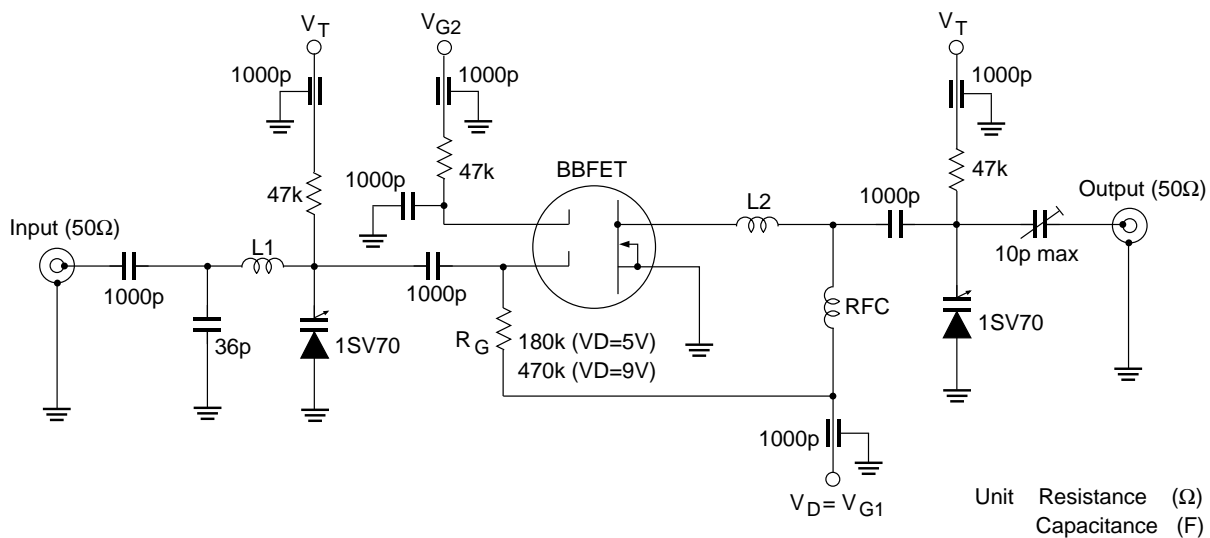 V_T
V_G2
V_T
1000p
1000p
1000p
47k
47k
47k
BBFET
1000p
1000p
L2
Input (50Ω)
Output (50Ω)
L1
10p max
1000p
1000p
36p
1SV70
R_G
180k (VD=5V)
470k (VD=9V)
RFC
1SV70
1000p
V_D = V_G1
Unit Resistance (Ω)
Capacitance (F)